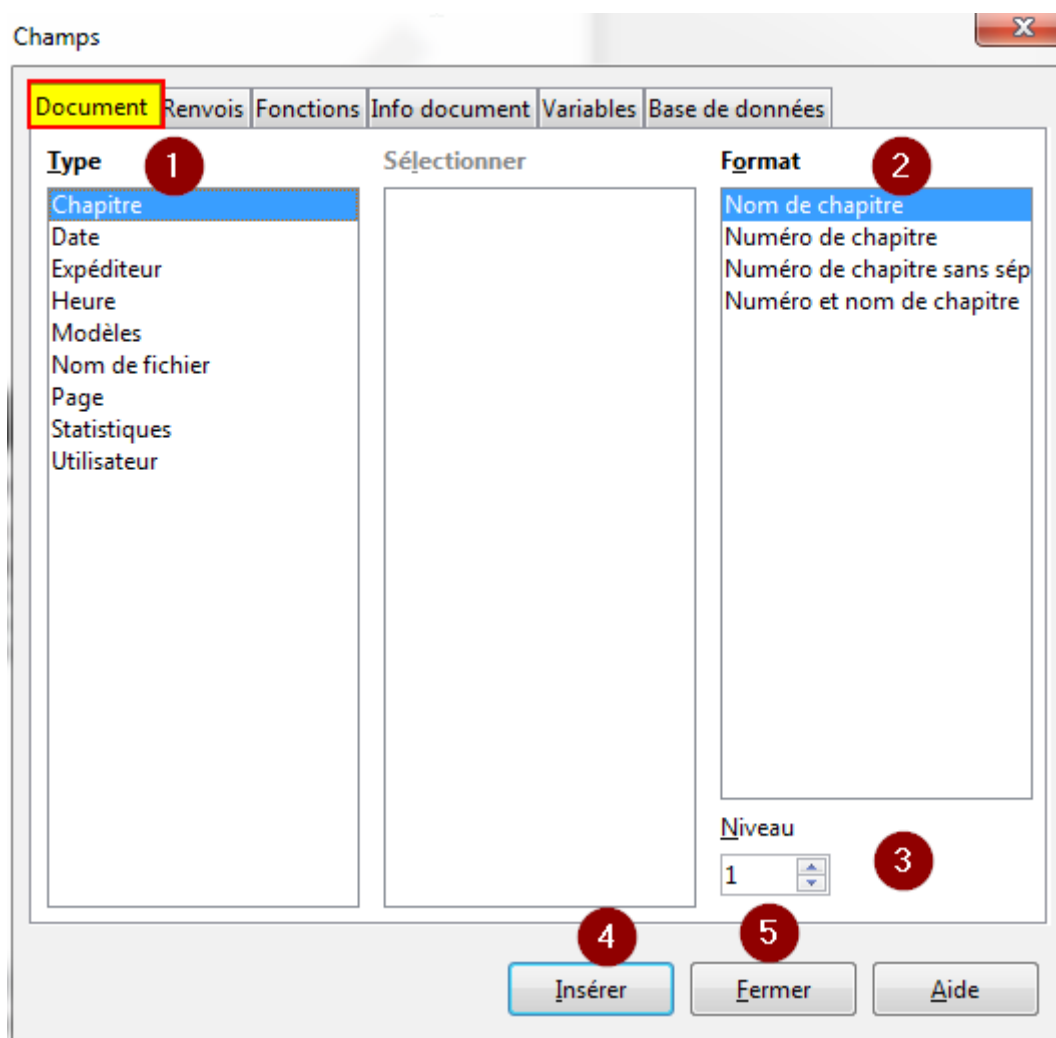 Champs
Document Renvois Fonctions Info document Variables Base de données
Type 1 Sélectionner Format 2
Chapitre
Date
Expéditeur
Heure
Modèles
Nom de fichier
Page
Statistiques
Utilisateur
Nom de chapitre
Numéro de chapitre
Numéro de chapitre sans sép
Numéro et nom de chapitre
Niveau
1
3
4 5
Insérer Fermer Aide